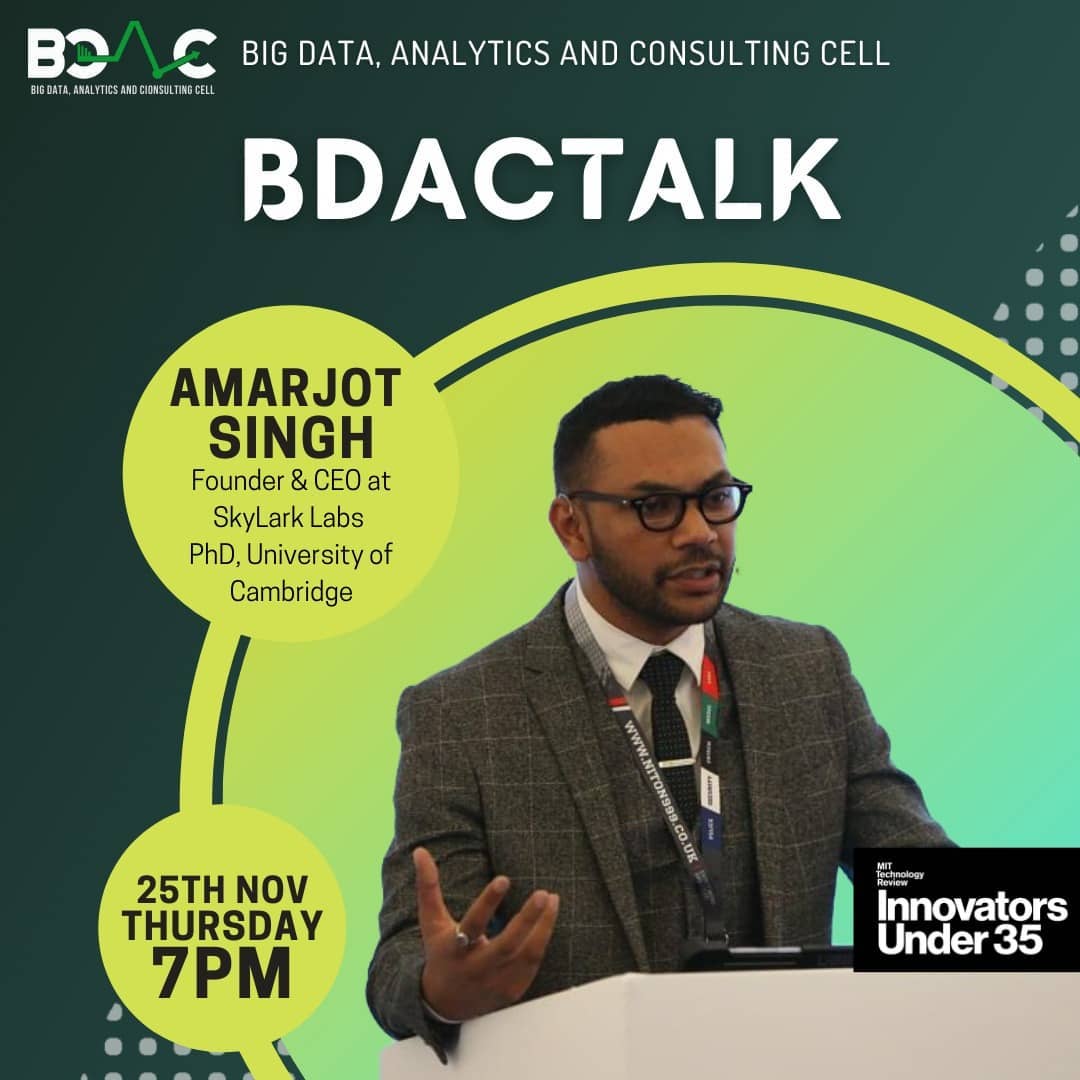 BDAC
BIG DATA, ANALYTICS AND CIONSULTING CELL
BIG DATA, ANALYTICS AND CONSULTING CELL
BDACTALK
AMARJOT
SINGH
Founder & CEO at
SkyLark Labs
PhD, University of
Cambridge
WWW.NITON999.CO.UK
SECURITY
POLICE
25TH NOV
THURSDAY
7PM
MIT
Technology
Review
Innovators
Under 35